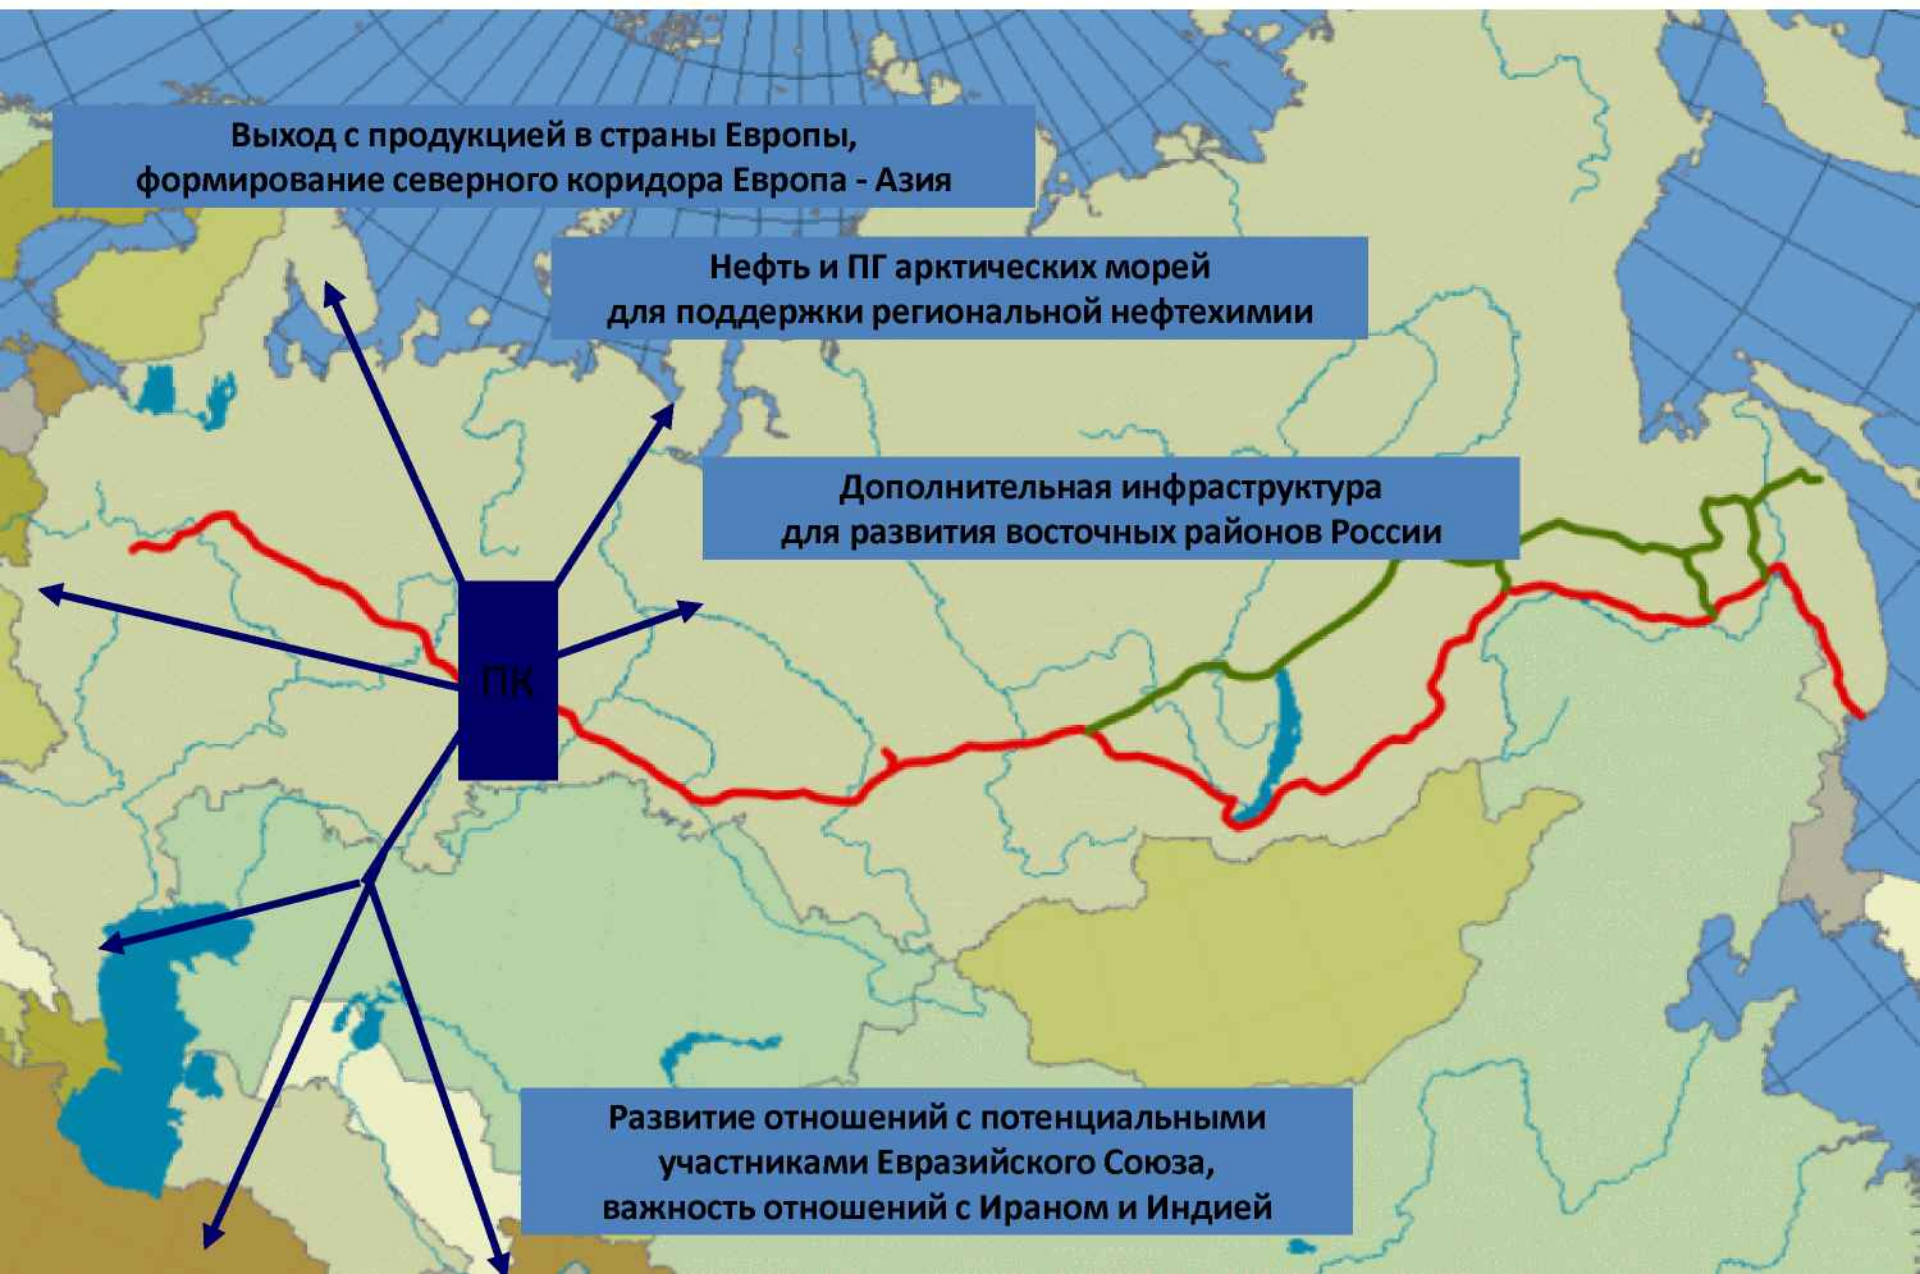 Выход с продукцией в страны Европы,
формирование северного коридора Европа - Азия
Нефть и ПГ арктических морей
для поддержки региональной нефтехимии
Дополнительная инфраструктура
для развития восточных районов России
ПК
Развитие отношений с потенциальными
участниками Евразийского Союза,
важность отношений с Ираном и Индией